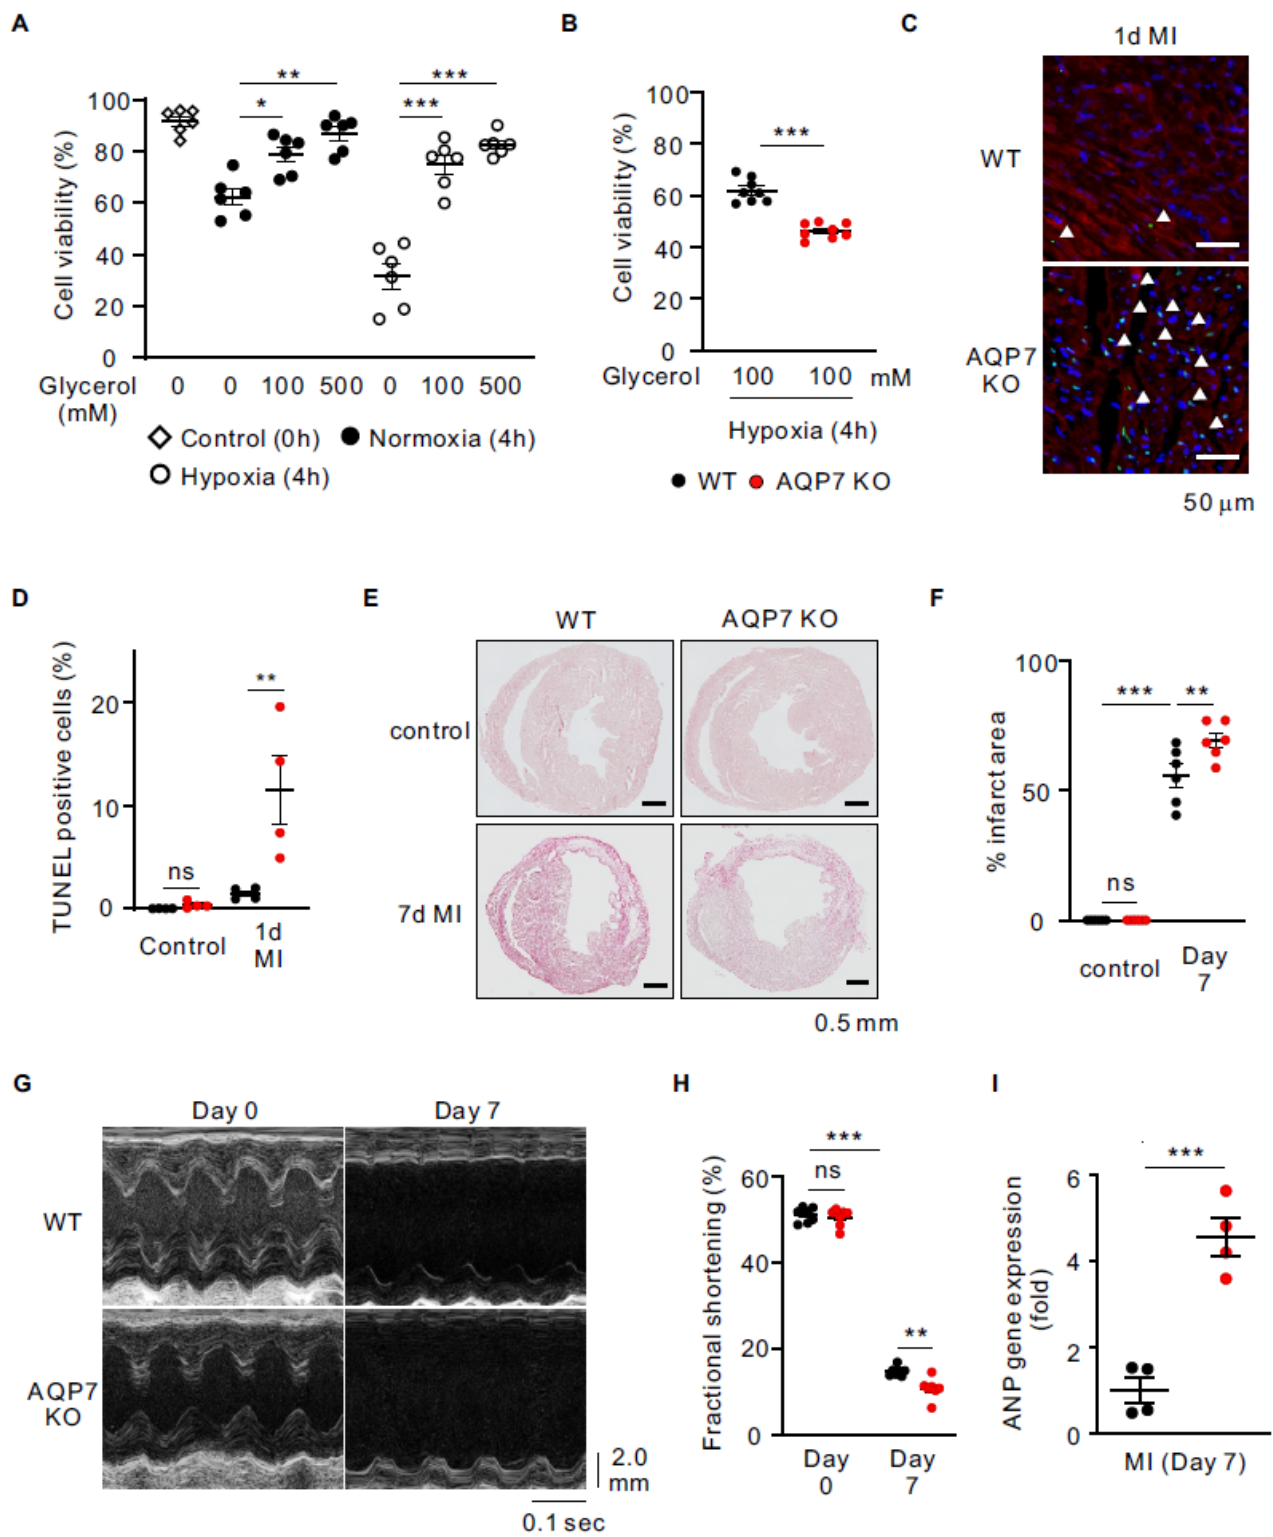 A
B
C
1d MI
** ***
* ***
100
80
60
40
20
0
Cell viability (%)
Glycerol 0 0 100 500 0 100 500
(mM)
Control (0h) Normoxia (4h)
Hypoxia (4h)
***
100
80
60
40
20
0
Cell viability (%)
Glycerol 100 100 mM
Hypoxia (4h)
WT AQP7 KO
WT
AQP7
KO
50 μm
D
E
F
TUNEL positive cells (%)
20
10
0
**
ns
Control 1d
MI
WT AQP7 KO
control
7d MI
0.5 mm
% infarct area
100
50
0
*** **
ns
control Day
7
G
H
I
Day 0 Day 7
WT
AQP7
KO
2.0
mm
0.1 sec
Fractional shortening (%)
60
40
20
0
***
ns
**
Day Day
0 7
ANP gene expression
(fold)
6
4
2
0
***
MI (Day 7)